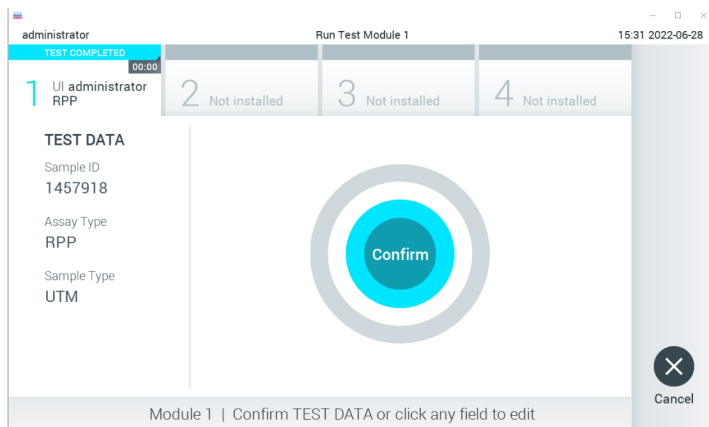 administrator
Run Test Module 1
15:31 2022-06-28
TEST COMPLETED
00:00
1 UI administrator
RPP
2 Not installed
3 Not installed
4 Not installed
TEST DATA
Sample ID
1457918
Assay Type
RPP
Sample Type
UTM
Confirm
Cancel
Module 1 | Confirm TEST DATA or click any field to edit